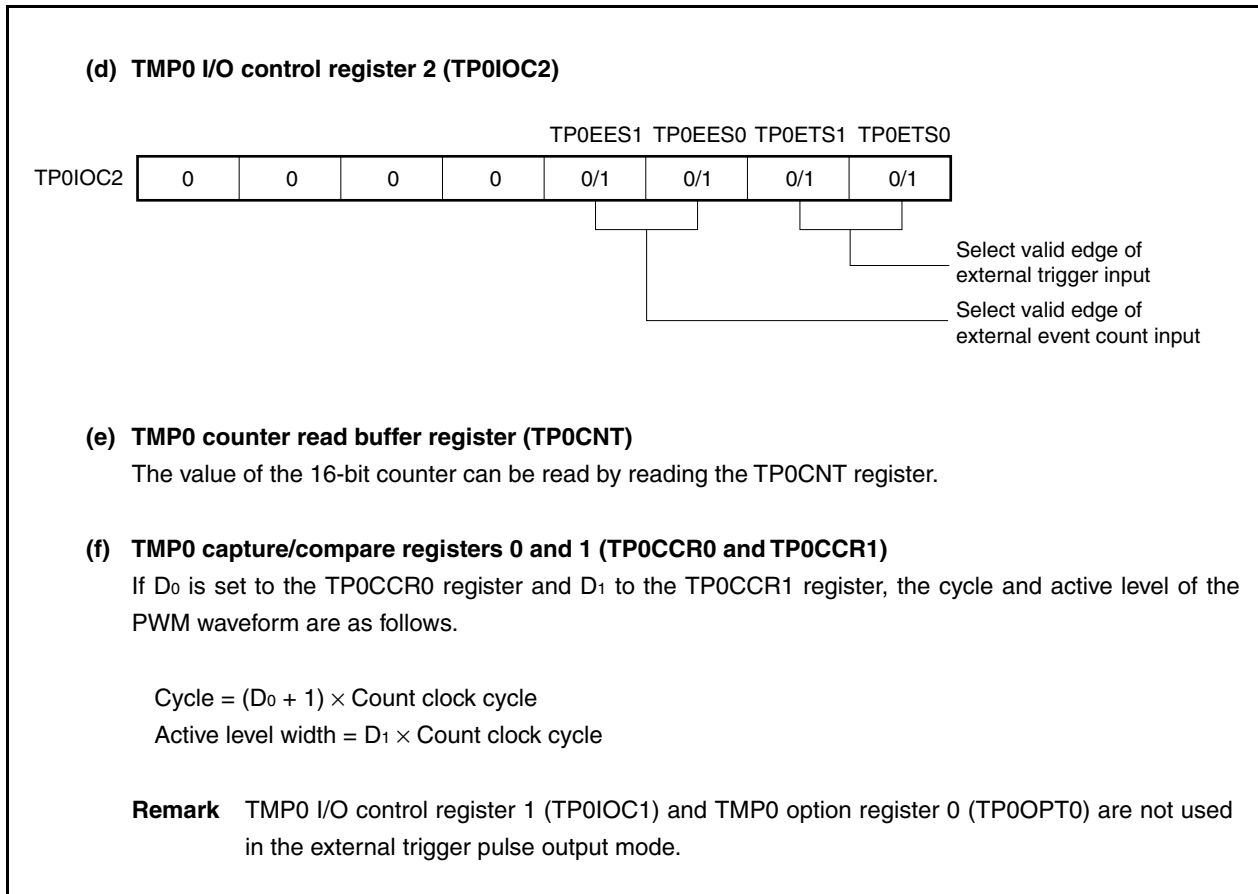 (d) TMP0 I/O control register 2 (TP0IOC2)
TP0EES1 TP0EES0 TP0ETS1 TP0ETS0
TP0IOC2 0 0 0 0 0/1 0/1 0/1 0/1
Select valid edge of
external trigger input
Select valid edge of
external event count input
(e) TMP0 counter read buffer register (TP0CNT)
The value of the 16-bit counter can be read by reading the TP0CNT register.
(f) TMP0 capture/compare registers 0 and 1 (TP0CCR0 and TP0CCR1)
If D0 is set to the TP0CCR0 register and D1 to the TP0CCR1 register, the cycle and active level of the
PWM waveform are as follows.
Cycle = (D0 + 1) × Count clock cycle
Active level width = D1 × Count clock cycle
Remark TMP0 I/O control register 1 (TP0IOC1) and TMP0 option register 0 (TP0OPT0) are not used
in the external trigger pulse output mode.